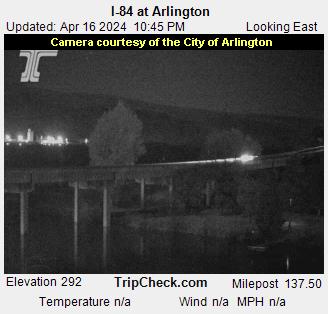 I-84 at Arlington
Updated: Apr 16 2024 10:45 PM Looking East
Camera courtesy of the City of Arlington
Elevation 292 TripCheck.com Milepost 137.50
Temperature n/a Wind n/a MPH n/a